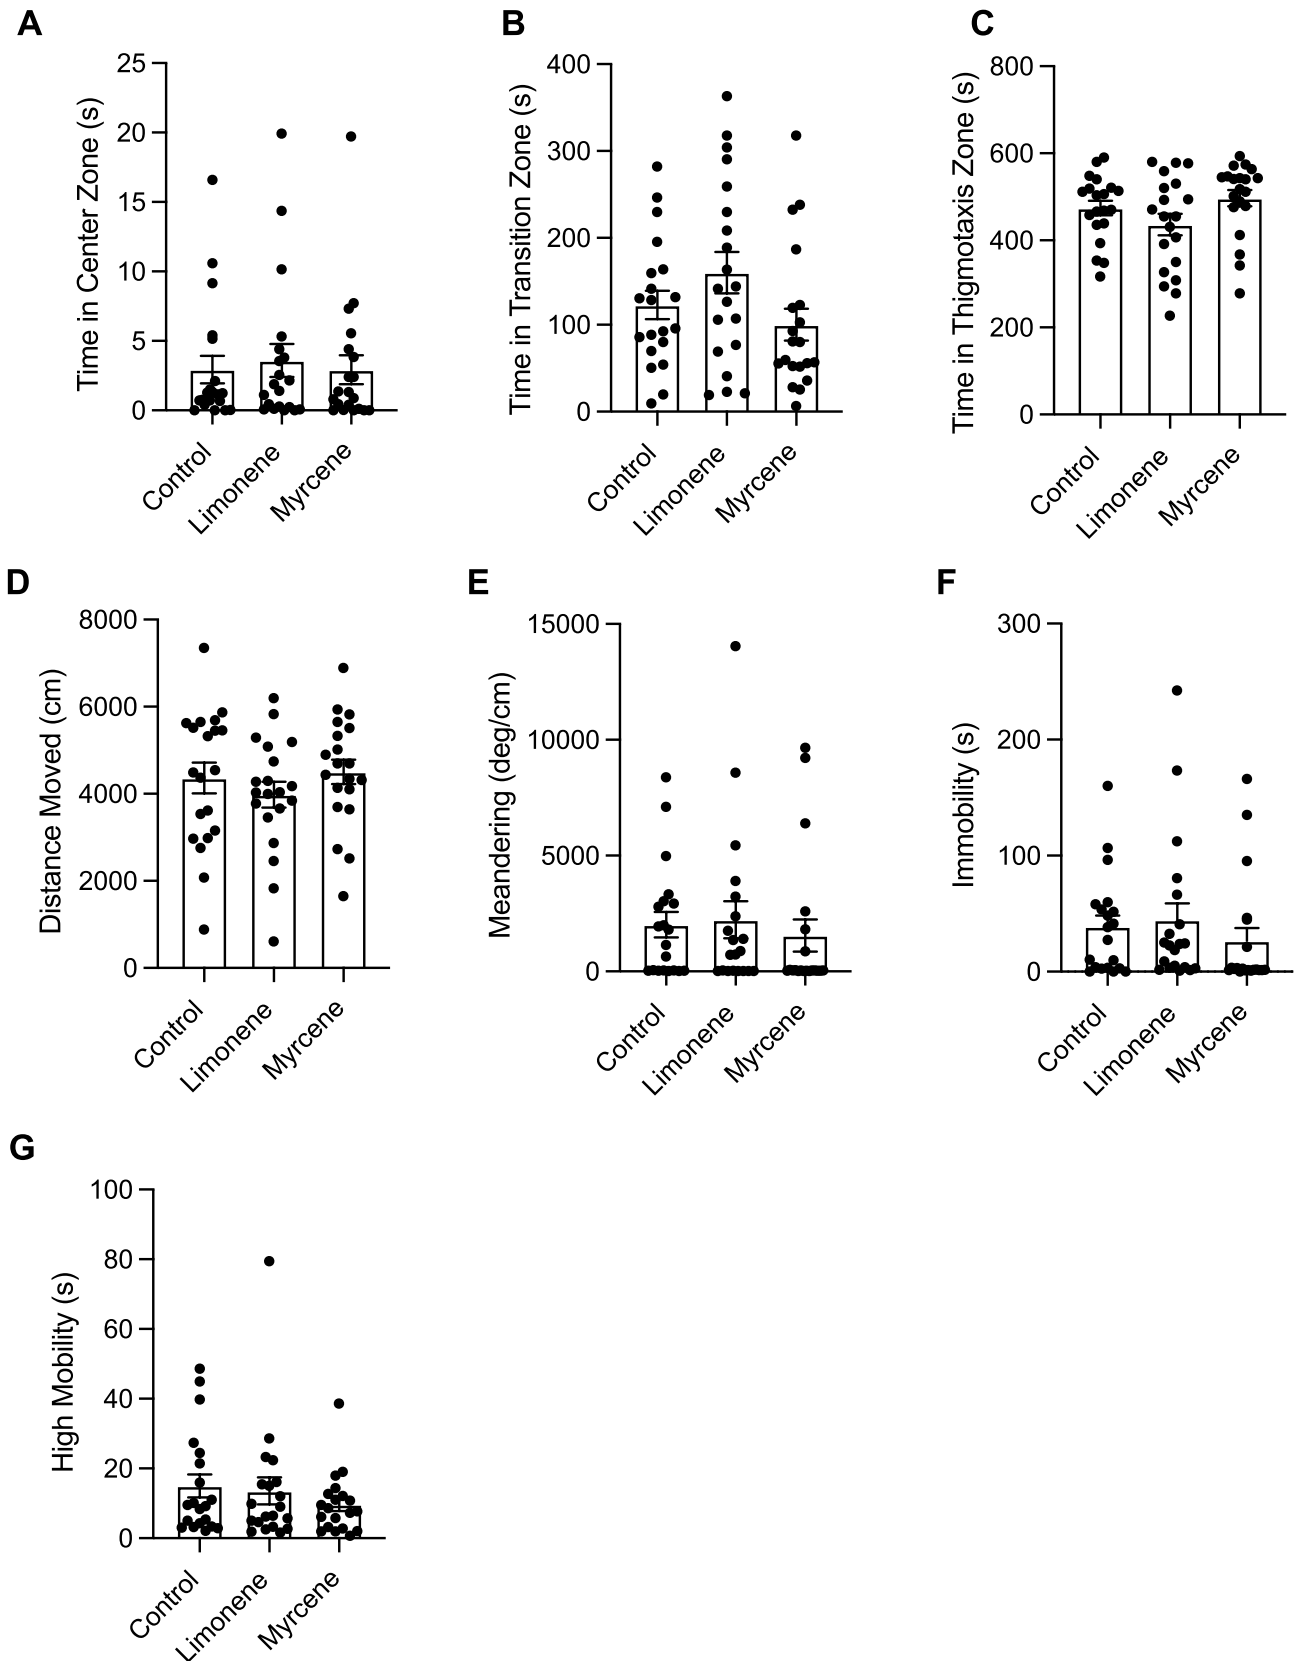 A
Time in Center Zone (s)
25
20
15
10
5
0
Control
Limonene
Myrcene
B
Time in Transition Zone (s)
400
300
200
100
0
Control
Limonene
Myrcene
C
Time in Thigmotaxis Zone (s)
800
600
400
200
0
Control
Limonene
Myrcene
D
Distance Moved (cm)
8000
6000
4000
2000
0
Control
Limonene
Myrcene
E
Meandering (deg/cm)
15000
10000
5000
0
Control
Limonene
Myrcene
F
Immobility (s)
300
200
100
0
Control
Limonene
Myrcene
G
High Mobility (s)
100
80
60
40
20
0
Control
Limonene
Myrcene